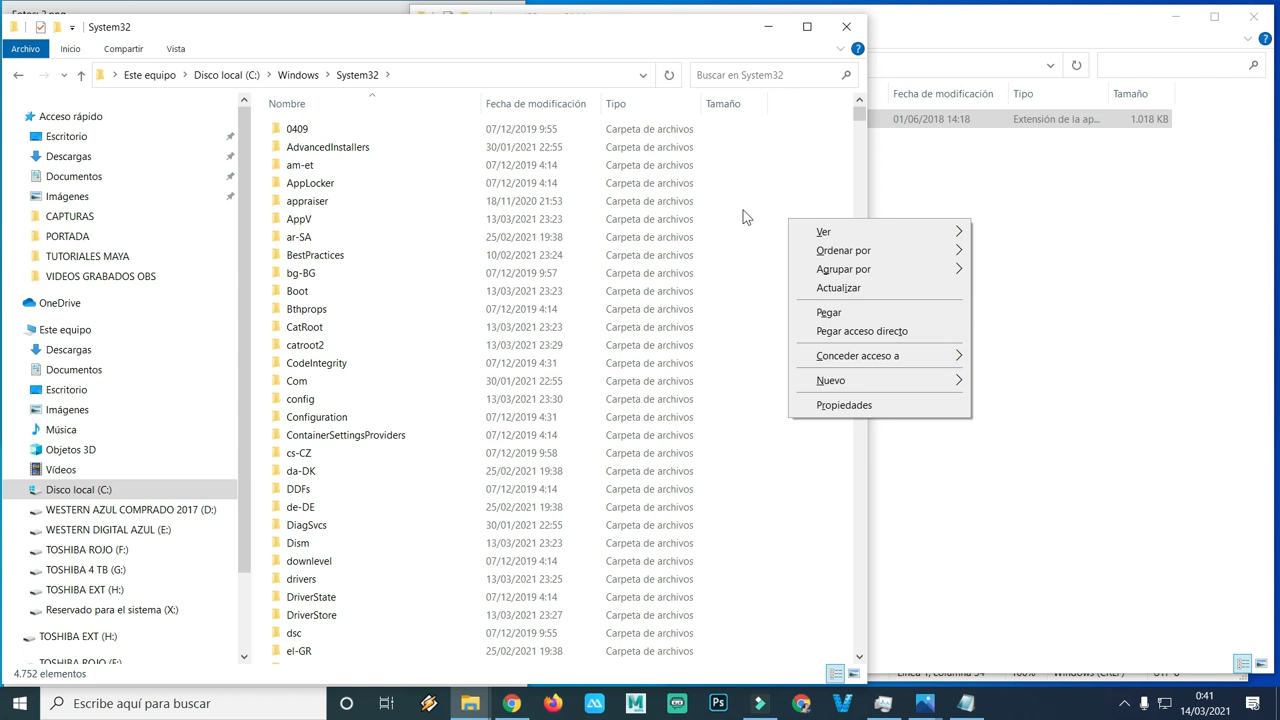 System32
Archivo Inicio Compartir Vista
Este equipo Disco local (C:) Windows System32
Buscar en System32
Nombre Fecha de modificación Tipo Tamaño
Fecha de modificación Tipo Tamaño
01/06/2018 14:18 Extensión de la ap... 1.018 KB
Acceso rápido
Escritorio
Descargas
Documentos
Imágenes
CAPTURAS
PORTADA
TUTORIALES MAYA
VIDEOS GRABADOS OBS
OneDrive
Este equipo
Descargas
Documentos
Escritorio
Imágenes
Música
Objetos 3D
Vídeos
Disco local (C:)
WESTERN AZUL COMPRADO 2017 (D:)
WESTERN DIGITAL AZUL (E:)
TOSHIBA ROJO (F:)
TOSHIBA 4 TB (G:)
TOSHIBA EXT (H:)
Reservado para el sistema (X:)
TOSHIBA EXT (H:)
TOSHIBA ROJO (F:)
0409 07/12/2019 9:55 Carpeta de archivos
AdvancedInstallers 30/01/2021 22:55 Carpeta de archivos
am-et 07/12/2019 4:14 Carpeta de archivos
AppLocker 07/12/2019 4:14 Carpeta de archivos
appraiser 18/11/2020 21:53 Carpeta de archivos
AppV 13/03/2021 23:23 Carpeta de archivos
ar-SA 25/02/2021 19:38 Carpeta de archivos
BestPractices 10/02/2021 23:24 Carpeta de archivos
bg-BG 07/12/2019 9:57 Carpeta de archivos
Boot 13/03/2021 23:23 Carpeta de archivos
Bthprops 07/12/2019 4:14 Carpeta de archivos
CatRoot 13/03/2021 23:23 Carpeta de archivos
catroot2 13/03/2021 23:29 Carpeta de archivos
CodeIntegrity 07/12/2019 4:31 Carpeta de archivos
Com 30/01/2021 22:55 Carpeta de archivos
config 13/03/2021 23:30 Carpeta de archivos
Configuration 07/12/2019 4:31 Carpeta de archivos
ContainerSettingsProviders 07/12/2019 4:14 Carpeta de archivos
cs-CZ 07/12/2019 9:58 Carpeta de archivos
da-DK 25/02/2021 19:38 Carpeta de archivos
DDFs 07/12/2019 4:14 Carpeta de archivos
de-DE 25/02/2021 19:38 Carpeta de archivos
DiagSvcs 30/01/2021 22:55 Carpeta de archivos
Dism 13/03/2021 23:23 Carpeta de archivos
downlevel 07/12/2019 4:14 Carpeta de archivos
drivers 13/03/2021 23:25 Carpeta de archivos
DriverState 07/12/2019 4:14 Carpeta de archivos
DriverStore 13/03/2021 23:27 Carpeta de archivos
dsc 07/12/2019 9:55 Carpeta de archivos
el-GR 25/02/2021 19:38 Carpeta de archivos
Ver
Ordenar por
Agrupar por
Actualizar
Pegar
Pegar acceso directo
Conceder acceso a
Nuevo
Propiedades
4.752 elementos
Escribe aquí para buscar
Ps
0:41
14/03/2021